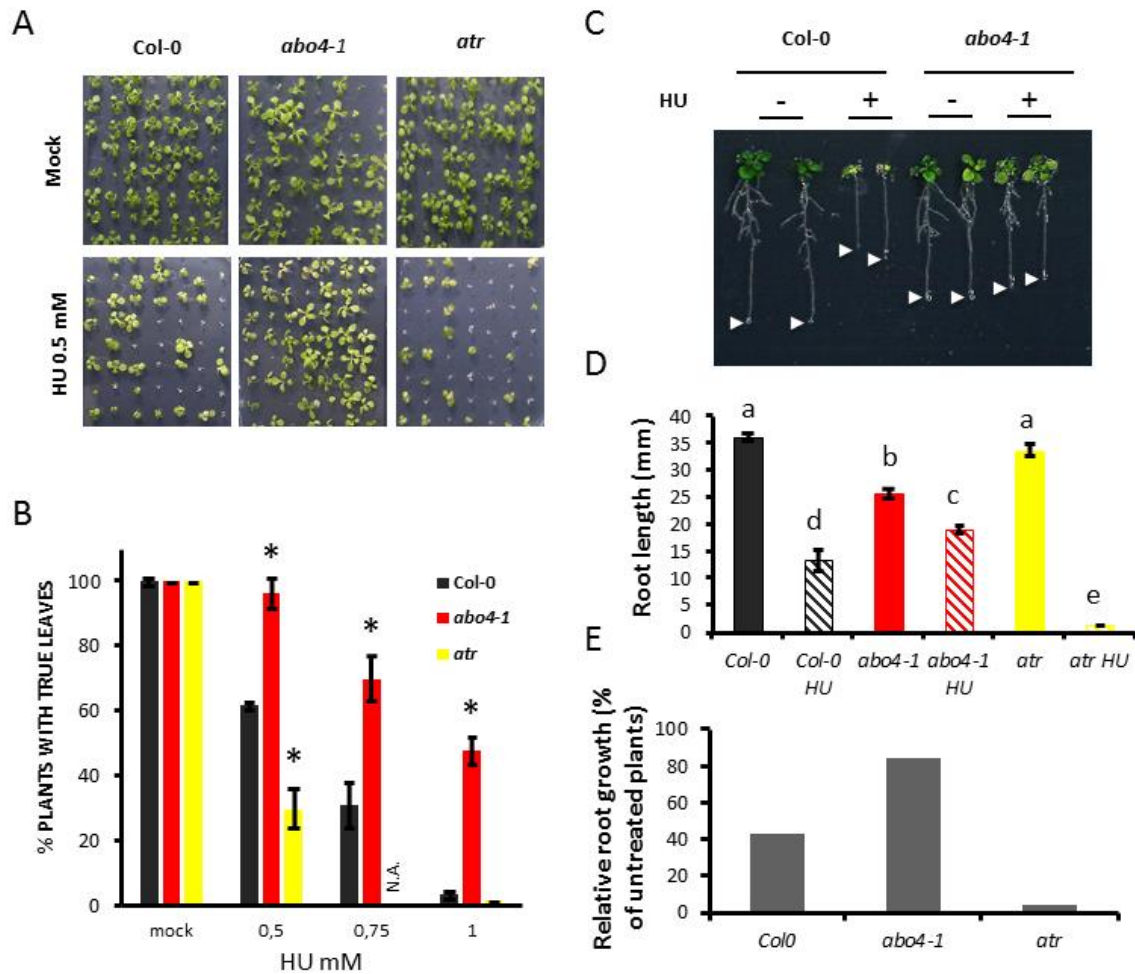 A
Col-0 abo4-1 atr
Mock
HU 0.5 mM
B
% PLANTS WITH TRUE LEAVES
100
80
60
40
20
0
* * * *
Col-0
abo4-1
atr
N.A.
mock 0,5 0,75 1
HU mM
C
Col-0 abo4-1
HU - + - +
D
Root length (mm)
40
35
30
25
20
15
10
5
0
a d b c a e
Col-0 Col-0 abo4-1 abo4-1 atr atr HU
HU HU
E
Relative root growth (%
of untreated plants)
100
80
60
40
20
0
Col0 abo4-1 atr